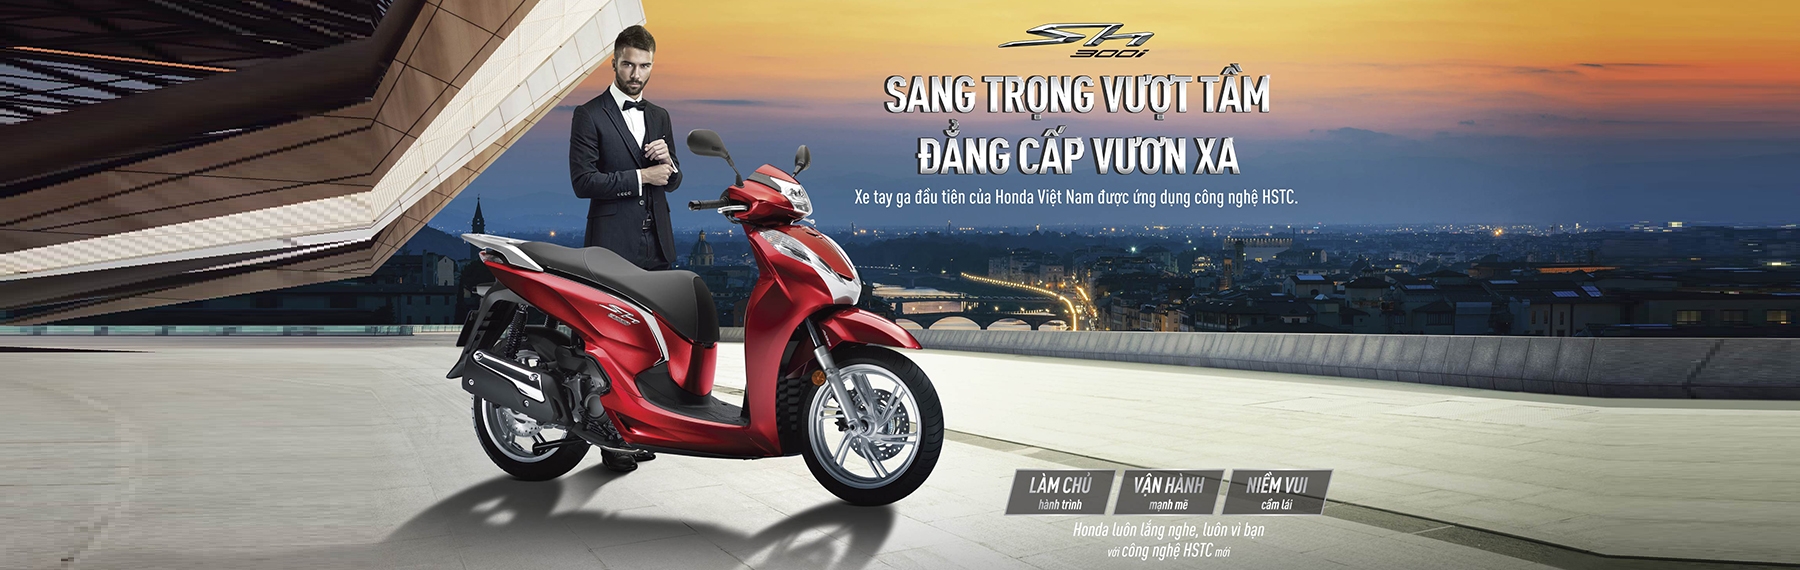 Sh
300i
SANG TRỌNG VƯỢT TẦM
ĐẲNG CẤP VƯƠN XA
Xe tay ga đầu tiên của Honda Việt Nam được ứng dụng công nghệ HSTC.
Sh
LÀM CHỦ
hành trình
VẬN HÀNH
mạnh mẽ
NIỀM VUI
cầm lái
Honda luôn lắng nghe, luôn vì bạn
với công nghệ HSTC mới